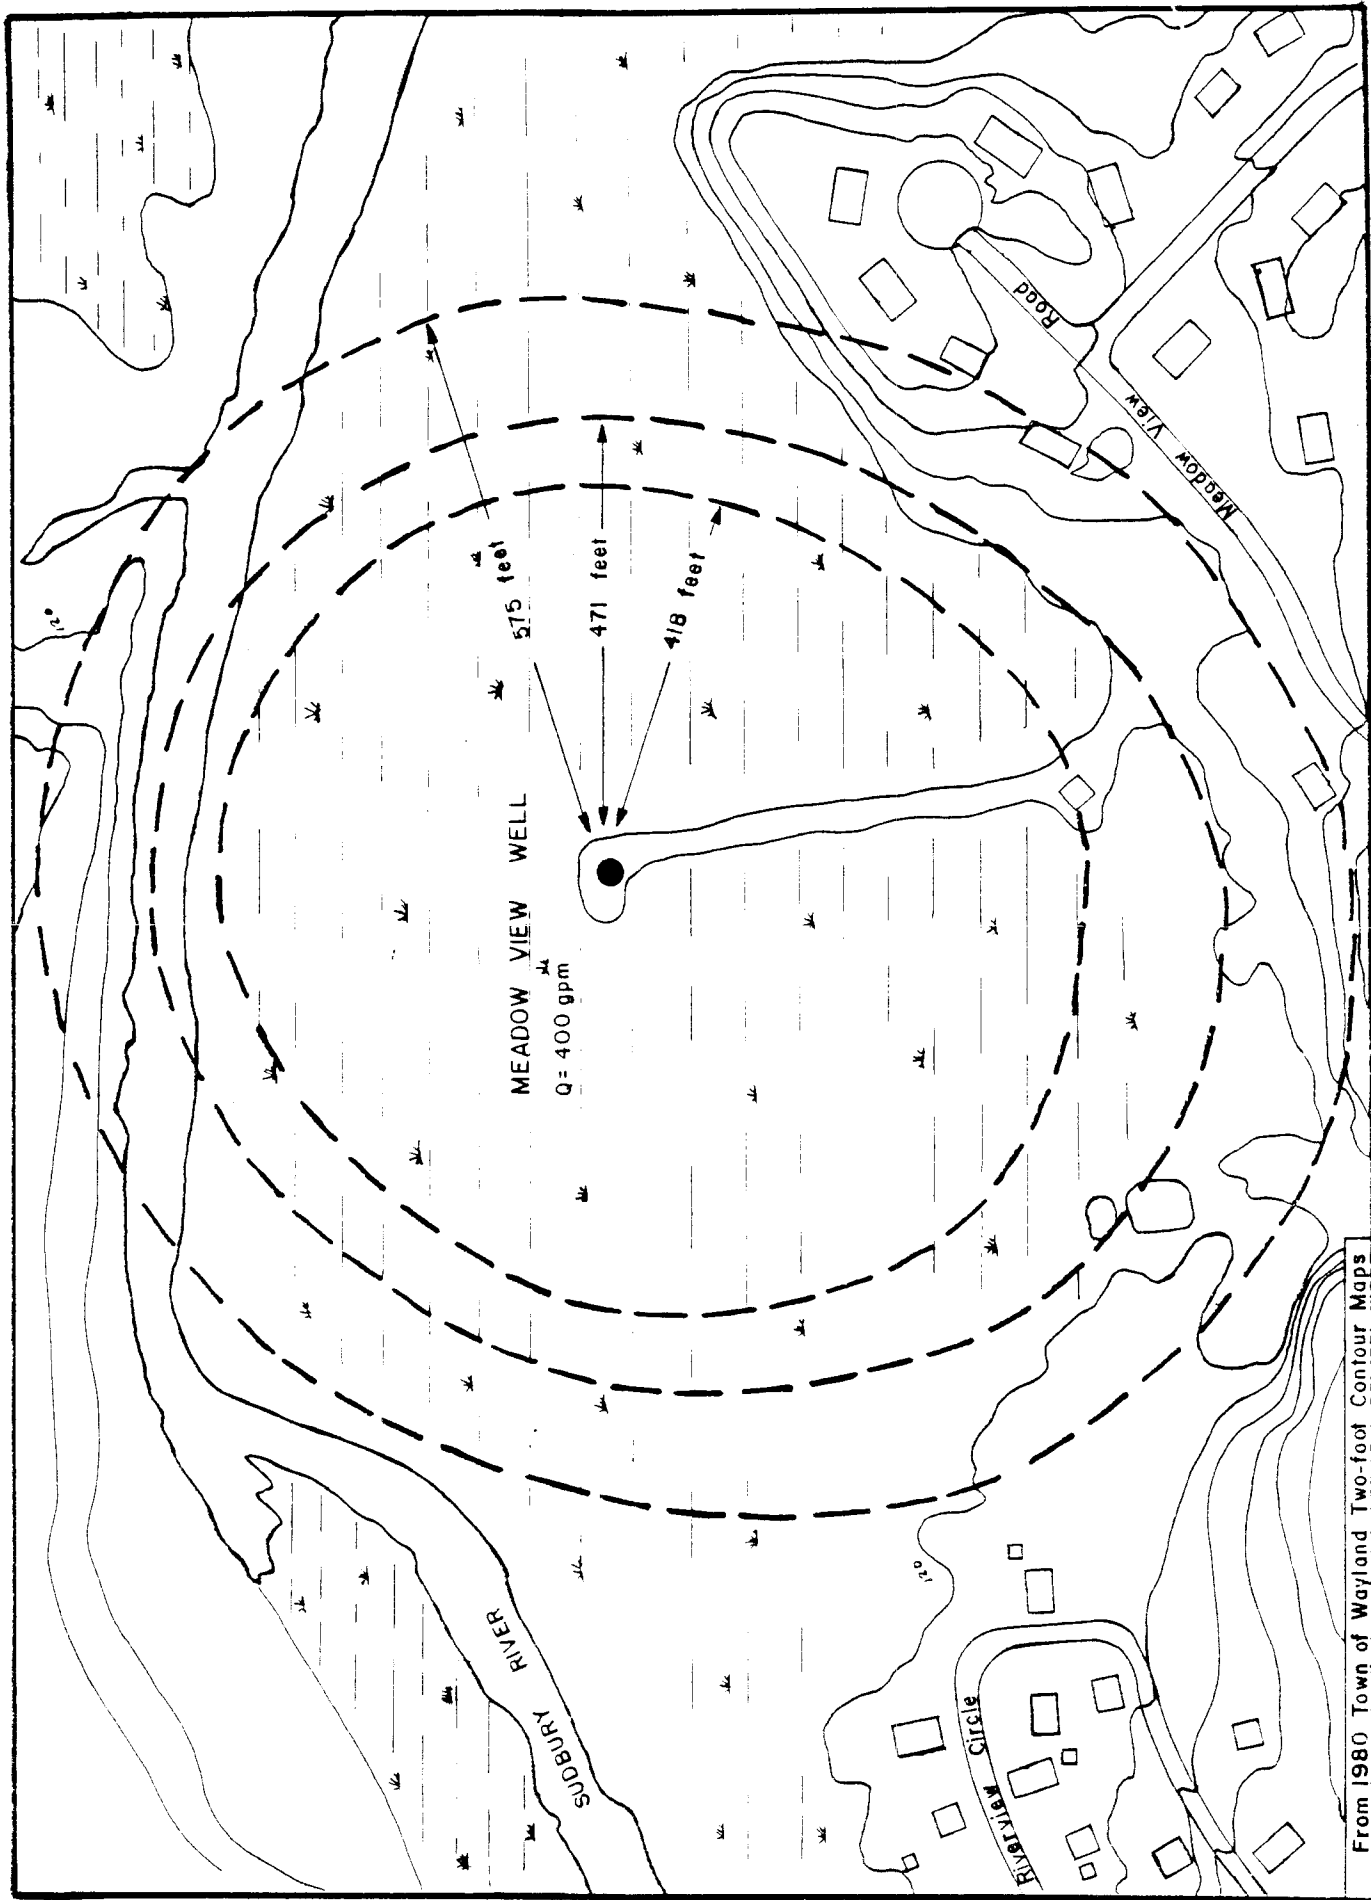 575 feet
471 feet
418 feet
MEADOW VIEW WELL
Q = 400 gpm
SUDBURY RIVER
Meadow View Road
Riverview Circle
120
120
From 1980 Town of Wayland Two-foot Contour Maps